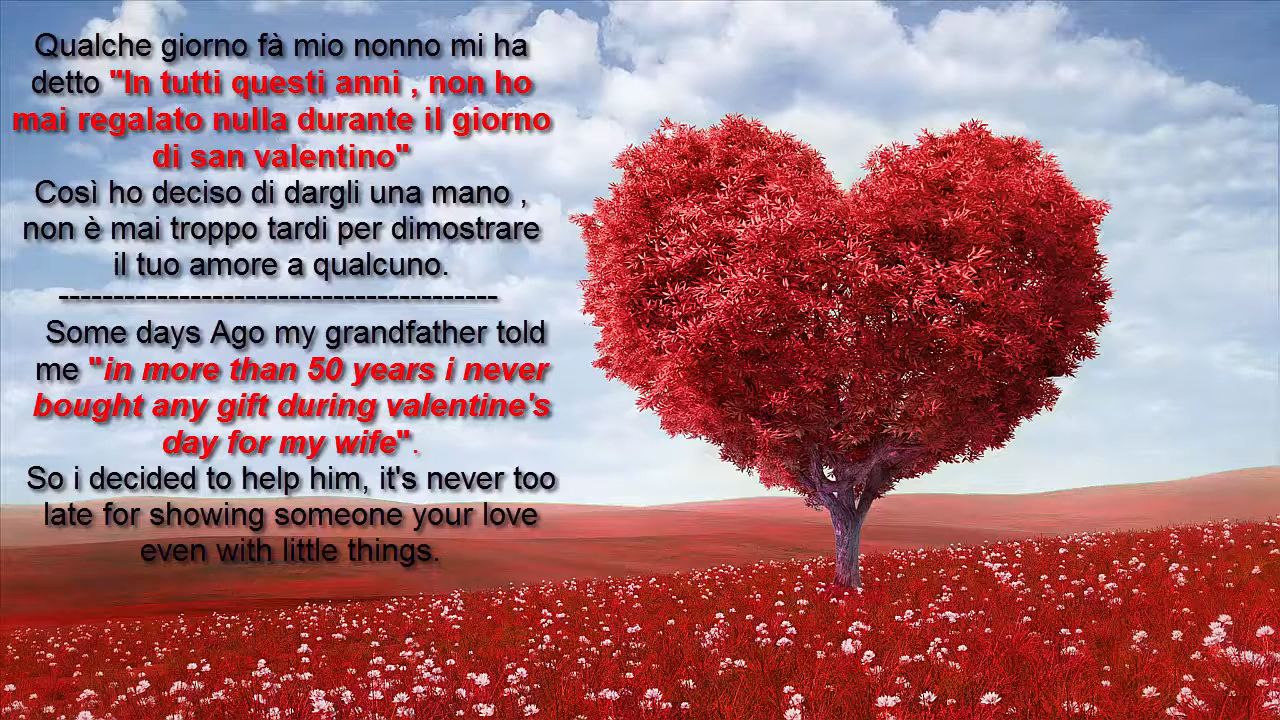 Qualche giorno fà mio nonno mi ha
detto "In tutti questi anni , non ho
mai regalato nulla durante il giorno
di san valentino"
Così ho deciso di dargli una mano ,
non è mai troppo tardi per dimostrare
il tuo amore a qualcuno.
----------------------------------------
Some days Ago my grandfather told
me "in more than 50 years i never
bought any gift during valentine's
day for my wife".
So i decided to help him, it's never too
late for showing someone your love
even with little things.